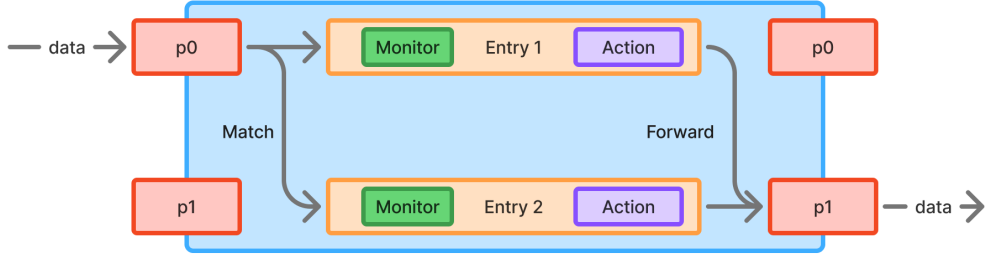 data
p0
Monitor
Entry 1
Action
p0
Match
Forward
p1
Monitor
Entry 2
Action
p1
data